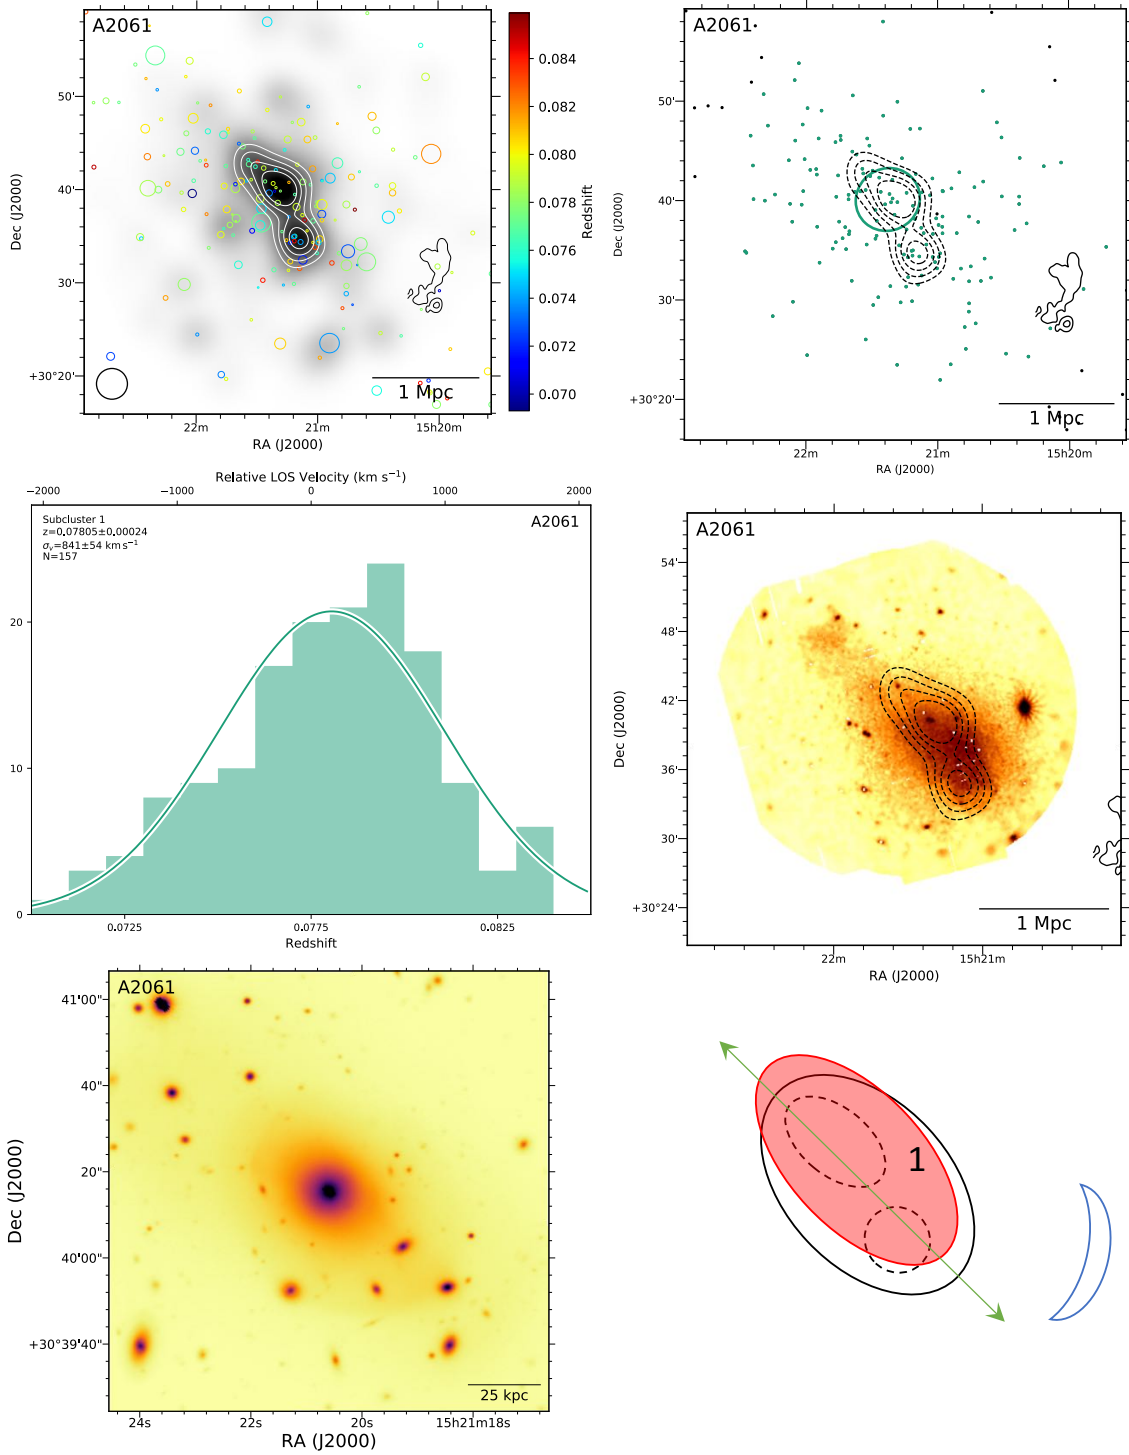 A2061
50'
40'
30'
+30°20'
Dec (J2000)
22m
21m
15h20m
RA (J2000)
1 Mpc
0.084
0.082
0.080
0.078
0.076
0.074
0.072
0.070
Redshift
A2061
50'
40'
30'
+30°20'
Dec (J2000)
22m
21m
15h20m
RA (J2000)
1 Mpc
Relative LOS Velocity (km s⁻¹)
−2000
−1000
0
1000
2000
Subcluster 1
z=0.07805±0.00024
σᵥ=841±54 km s⁻¹
N=157
A2061
20
10
0
0.0725
0.0775
0.0825
Redshift
A2061
54'
48'
42'
36'
30'
+30°24'
Dec (J2000)
22m
15h21m
RA (J2000)
1 Mpc
A2061
41'00"
40"
20"
40'00"
+30°39'40"
Dec (J2000)
24s
22s
20s
15h21m18s
RA (J2000)
25 kpc
1